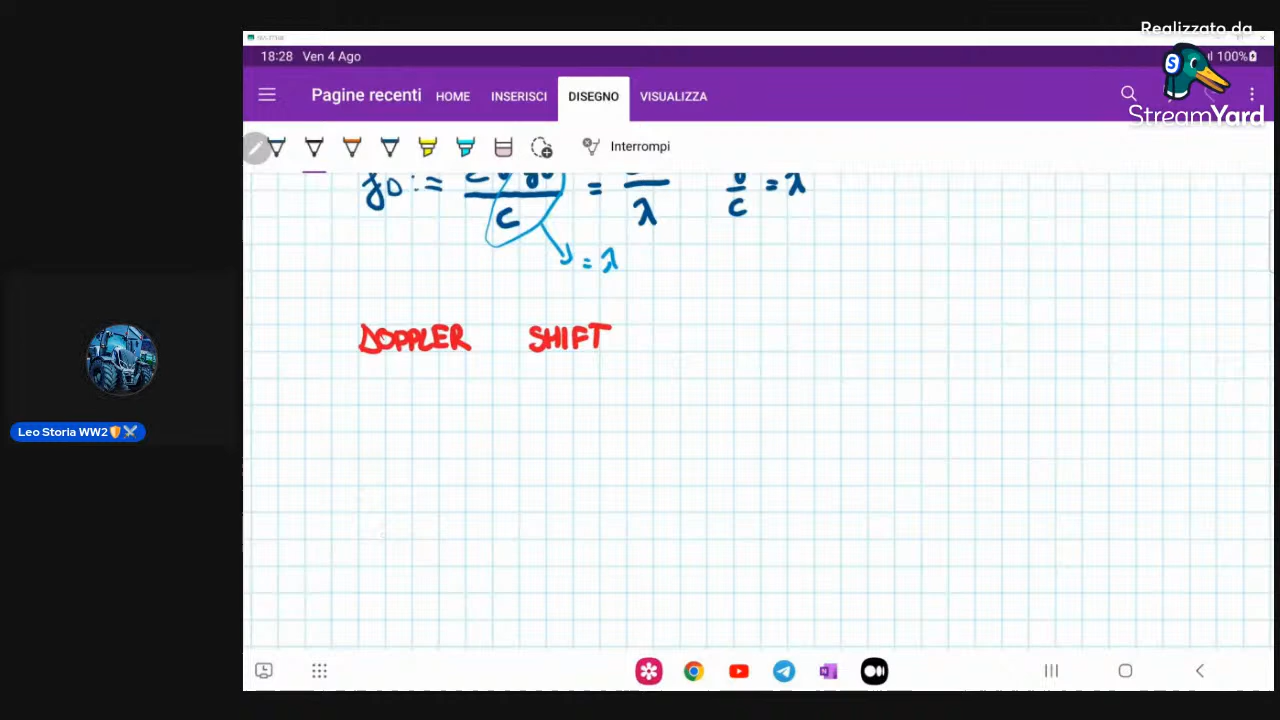 Realizzato da
StreamYard
18:28 Ven 4 Ago
100%
Pagine recenti HOME INSERISCI DISEGNO VISUALIZZA
Interrompi
:= = = λ
c λ c
= λ
DOPPLER SHIFT
Leo Storia WW2